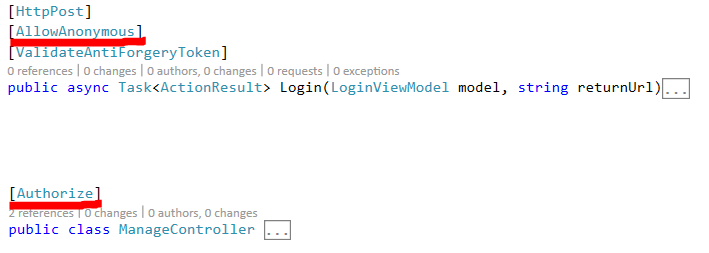 [HttpPost]
[AllowAnonymous]
[ValidateAntiForgeryToken]
0 references | 0 changes | 0 authors, 0 changes | 0 requests | 0 exceptions
public async Task<ActionResult> Login(LoginViewModel model, string returnUrl)...
[Authorize]
2 references | 0 changes | 0 authors, 0 changes
public class ManageController ...